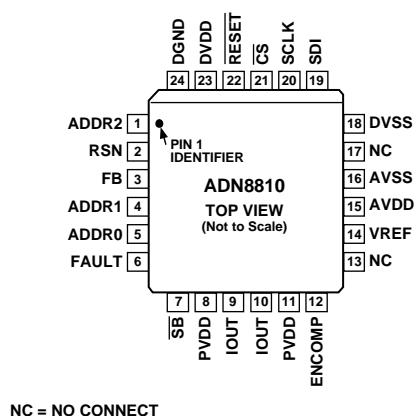 DGND
DVDD
RESET
CS
SCLK
SDI
24
23
22
21
20
19
ADDR2 1
RSN 2
FB 3
ADDR1 4
ADDR0 5
FAULT 6
PIN 1
IDENTIFIER
ADN8810
TOP VIEW
(Not to Scale)
18 DVSS
17 NC
16 AVSS
15 AVDD
14 VREF
13 NC
7
8
9
10
11
12
SB
PVDD
IOUT
IOUT
PVDD
ENCOMP
NC = NO CONNECT